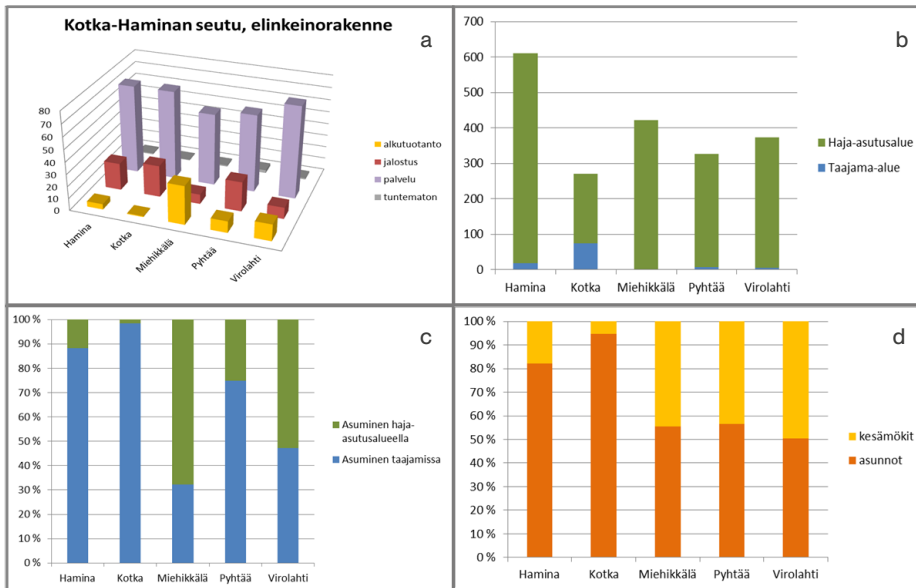 Kotka-Haminan seutu, elinkeinorakenne
a
80
70
60
50
40
30
20
10
0
Hamina
Kotka
Miehikkälä
Pyhtää
Virolahti
alkutuotanto
jalostus
palvelu
tuntematon
b
700
600
500
400
300
200
100
0
Hamina Kotka Miehikkälä Pyhtää Virolahti
Haja-asutusalue
Taajama-alue
c
100 %
90 %
80 %
70 %
60 %
50 %
40 %
30 %
20 %
10 %
0 %
Hamina Kotka Miehikkälä Pyhtää Virolahti
Asuminen haja-
asutusalueella
Asuminen taajamissa
d
100 %
90 %
80 %
70 %
60 %
50 %
40 %
30 %
20 %
10 %
0 %
Hamina Kotka Miehikkälä Pyhtää Virolahti
kesämökit
asunnot